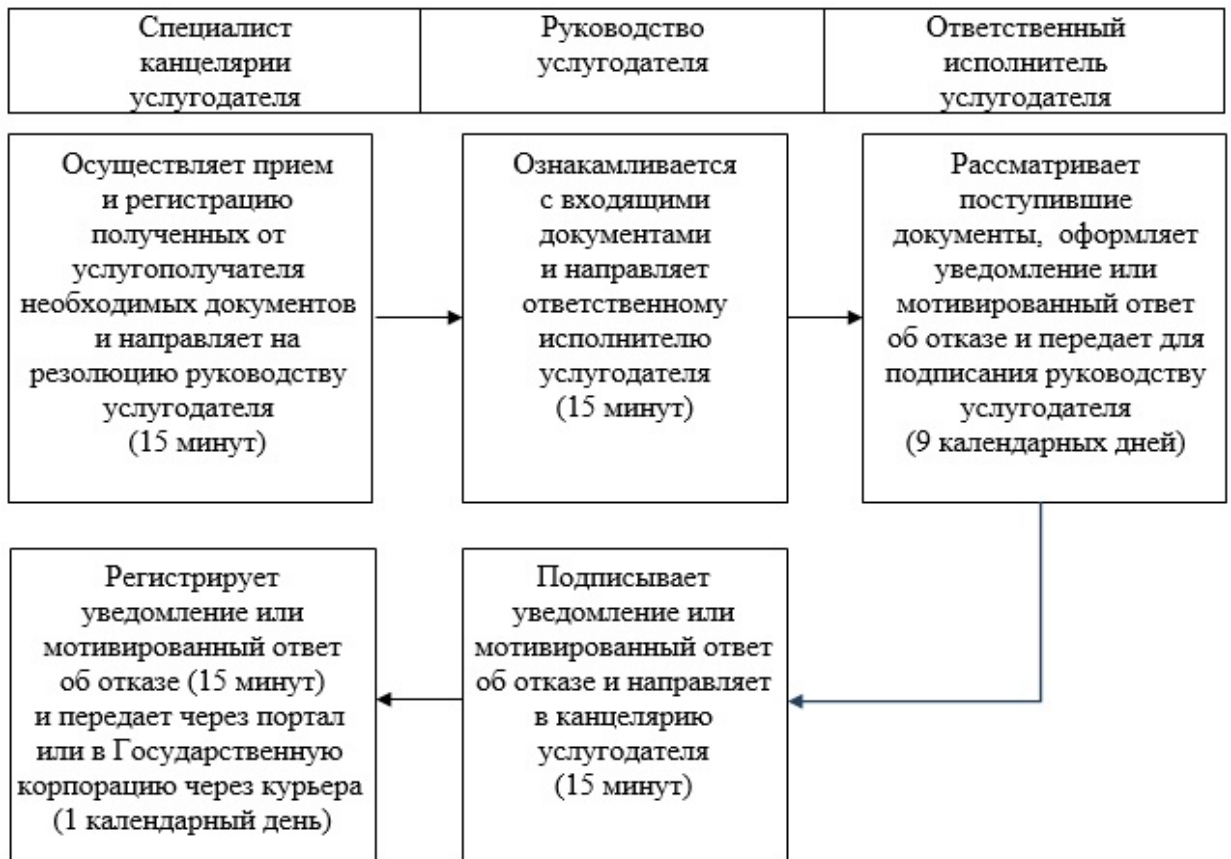 Специалист
канцелярии
услугодателя
Руководство
услугодателя
Ответственный
исполнитель
услугодателя
Осуществляет прием
и регистрацию
полученных от
услугополучателя
необходимых документов
и направляет на
резолюцию руководству
услугодателя
(15 минут)
Ознакамливается
с входящими
документами
и направляет
ответственному
исполнителю
услугодателя
(15 минут)
Рассматривает
поступившие
документы, оформляет
уведомление или
мотивированный ответ
об отказе и передает для
подписания руководству
услугодателя
(9 календарных дней)
Регистрирует
уведомление или
мотивированный ответ
об отказе (15 минут)
и передает через портал
или в Государственную
корпорацию через курьера
(1 календарный день)
Подписывает
уведомление или
мотивированный ответ
об отказе и направляет
в канцелярию
услугодателя
(15 минут)